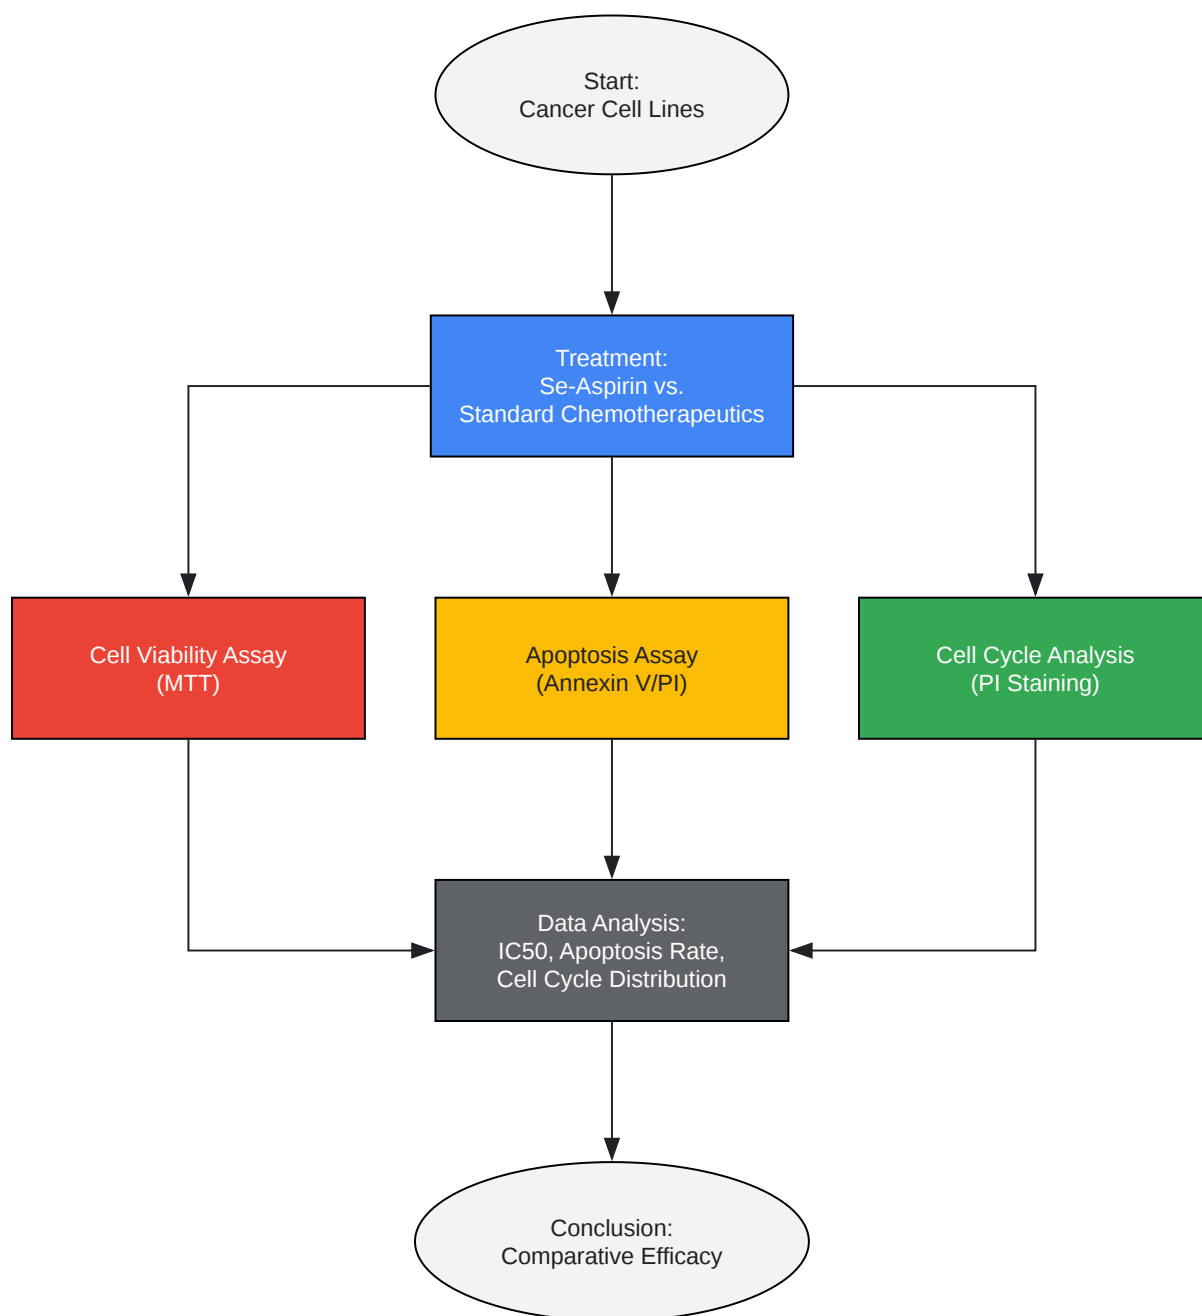 Start:
Cancer Cell Lines
Treatment:
Se-Aspirin vs.
Standard Chemotherapeutics
Cell Viability Assay
(MTT)
Apoptosis Assay
(Annexin V/PI)
Cell Cycle Analysis
(PI Staining)
Data Analysis:
IC50, Apoptosis Rate,
Cell Cycle Distribution
Conclusion:
Comparative Efficacy